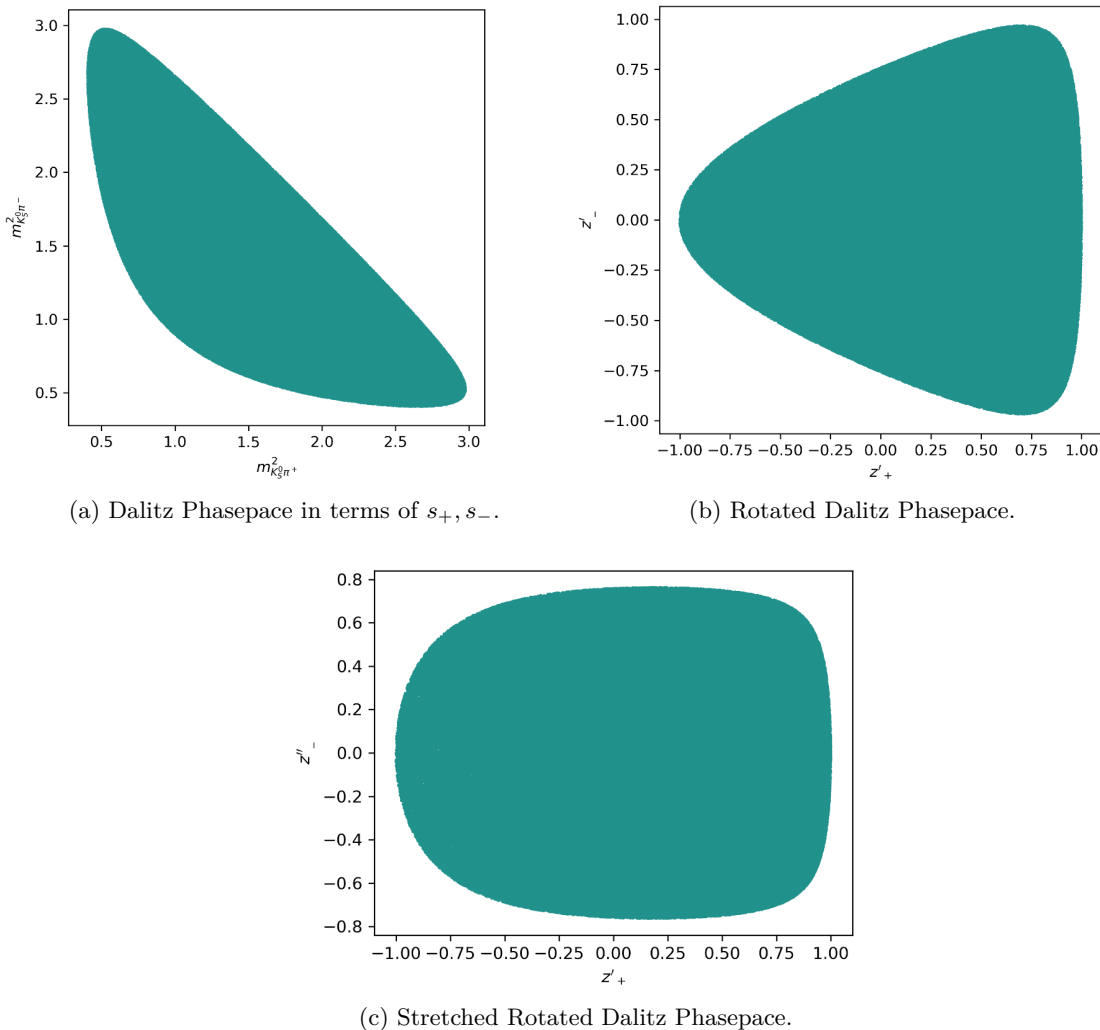 3.0
2.5
2.0
1.5
1.0
0.5
m²_{K⁰_Sπ⁻}
0.5 1.0 1.5 2.0 2.5 3.0
m²_{K⁰_Sπ⁺}
(a) Dalitz Phasepace in terms of s₊, s₋.
1.00
0.75
0.50
0.25
0.00
−0.25
−0.50
−0.75
−1.00
z′₋
−1.00 −0.75 −0.50 −0.25 0.00 0.25 0.50 0.75 1.00
z′₊
(b) Rotated Dalitz Phasepace.
0.8
0.6
0.4
0.2
0.0
−0.2
−0.4
−0.6
−0.8
z″₋
−1.00 −0.75 −0.50 −0.25 0.00 0.25 0.50 0.75 1.00
z′₊
(c) Stretched Rotated Dalitz Phasepace.